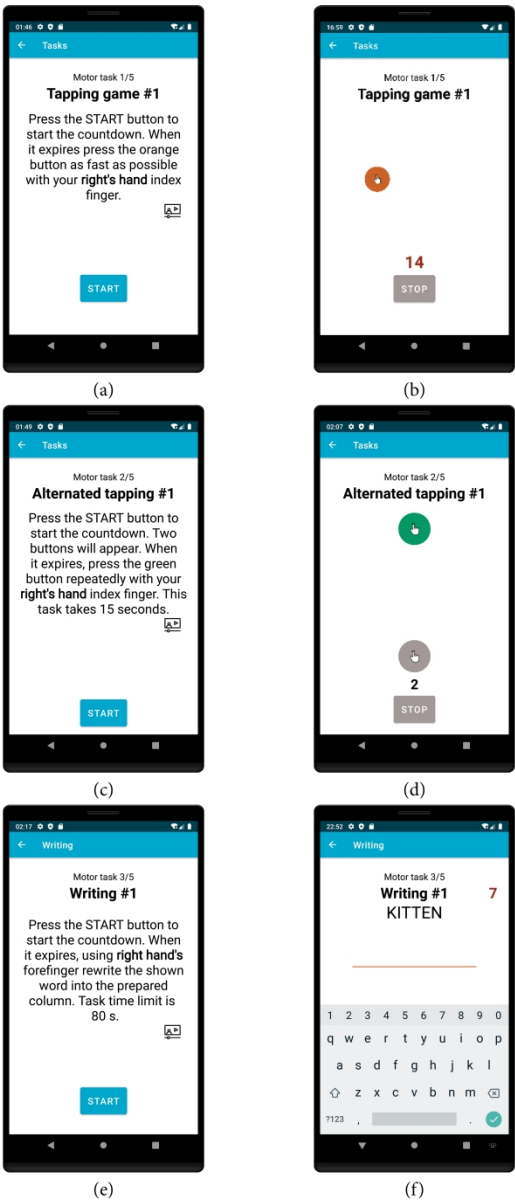 01:46
Tasks
Motor task 1/5
Tapping game #1
Press the START button to
start the countdown. When
it expires press the orange
button as fast as possible
with your right's hand index
finger.
START
(a)
16:59
Tasks
Motor task 1/5
Tapping game #1
14
STOP
(b)
01:49
Tasks
Motor task 2/5
Alternated tapping #1
Press the START button to
start the countdown. Two
buttons will appear. When
it expires, press the green
button repeatedly with your
right's hand index finger. This
task takes 15 seconds.
START
(c)
02:07
Tasks
Motor task 2/5
Alternated tapping #1
2
STOP
(d)
02:17
Writing
Motor task 3/5
Writing #1
Press the START button to
start the countdown. When
it expires, using right hand's
forefinger rewrite the shown
word into the prepared
column. Task time limit is
80 s.
START
(e)
22:52
Writing
Motor task 3/5
Writing #1 7
KITTEN
1 2 3 4 5 6 7 8 9 0
q w e r t y u i o p
a s d f g h j k l
z x c v b n m
?123 , .
(f)